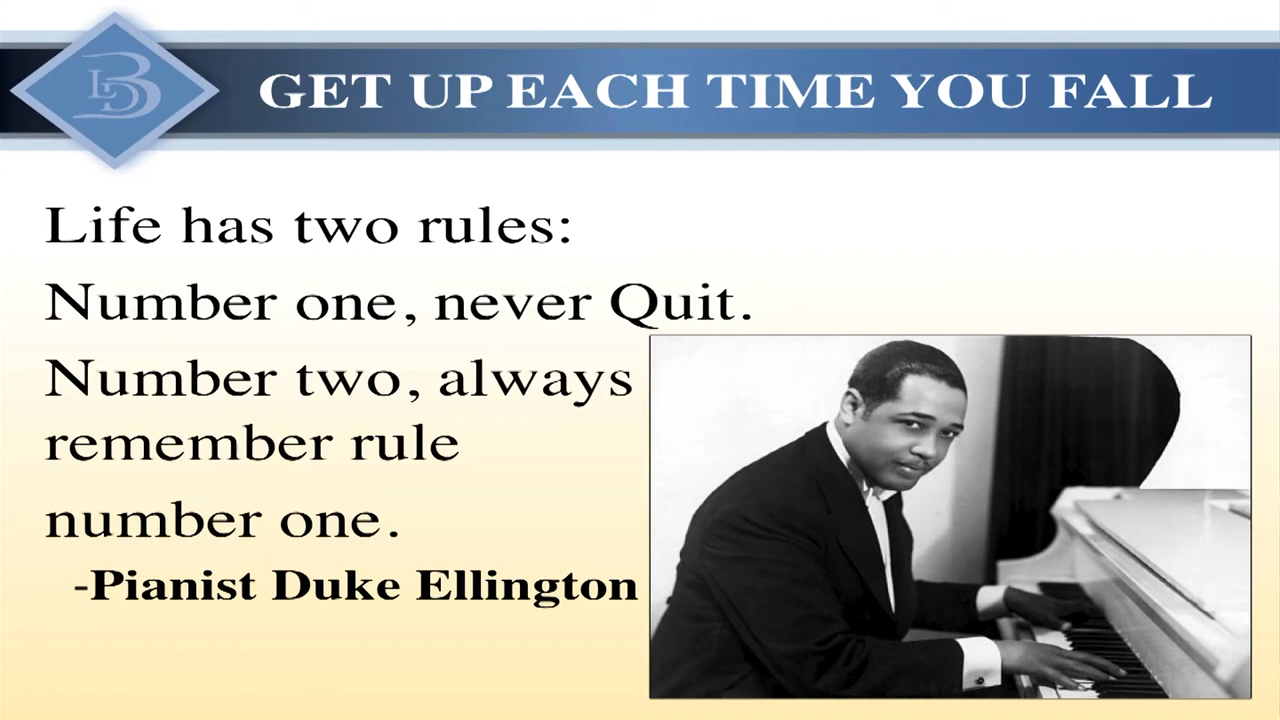 LB
GET UP EACH TIME YOU FALL
Life has two rules:
Number one, never Quit.
Number two, always
remember rule
number one.
-Pianist Duke Ellington